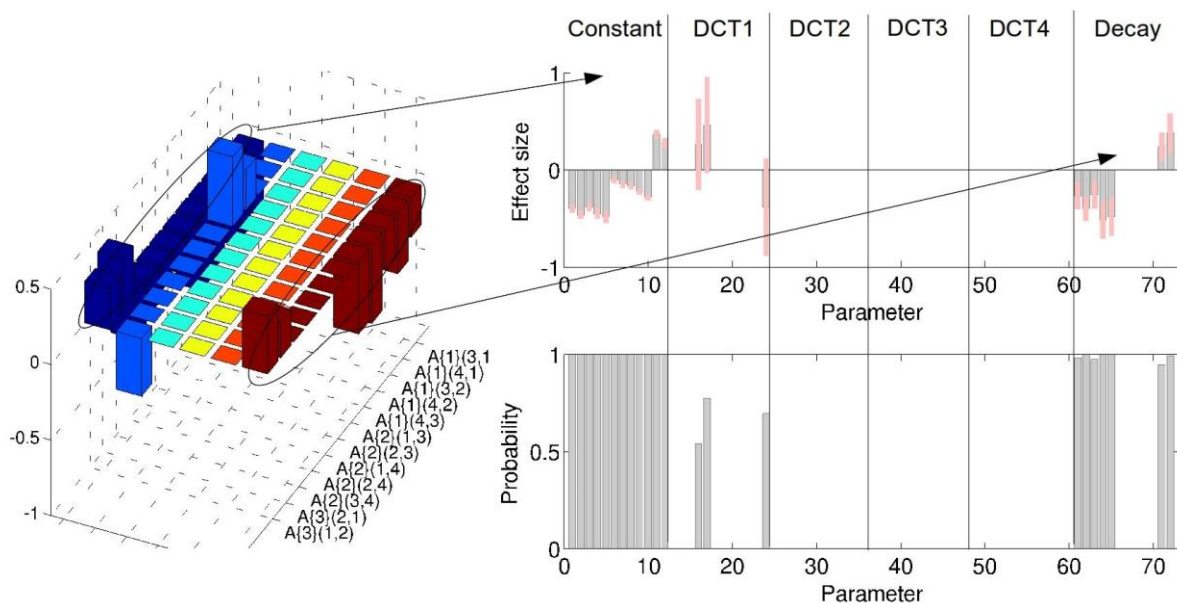 Constant DCT1 DCT2 DCT3 DCT4 Decay
0.5
0
-0.5
-1
A{1}(3,1
A{1}(4,1)
A{1}(3,2)
A{1}(4,2)
A{1}(4,3)
A{2}(1,3)
A{2}(2,3)
A{2}(1,4)
A{2}(2,4)
A{2}(3,4)
A{3}(2,1)
A{3}(1,2)
Effect size
1
0
-1
0 10 20 30 40 50 60 70
Parameter
Probability
1
0.5
0
0 10 20 30 40 50 60 70
Parameter